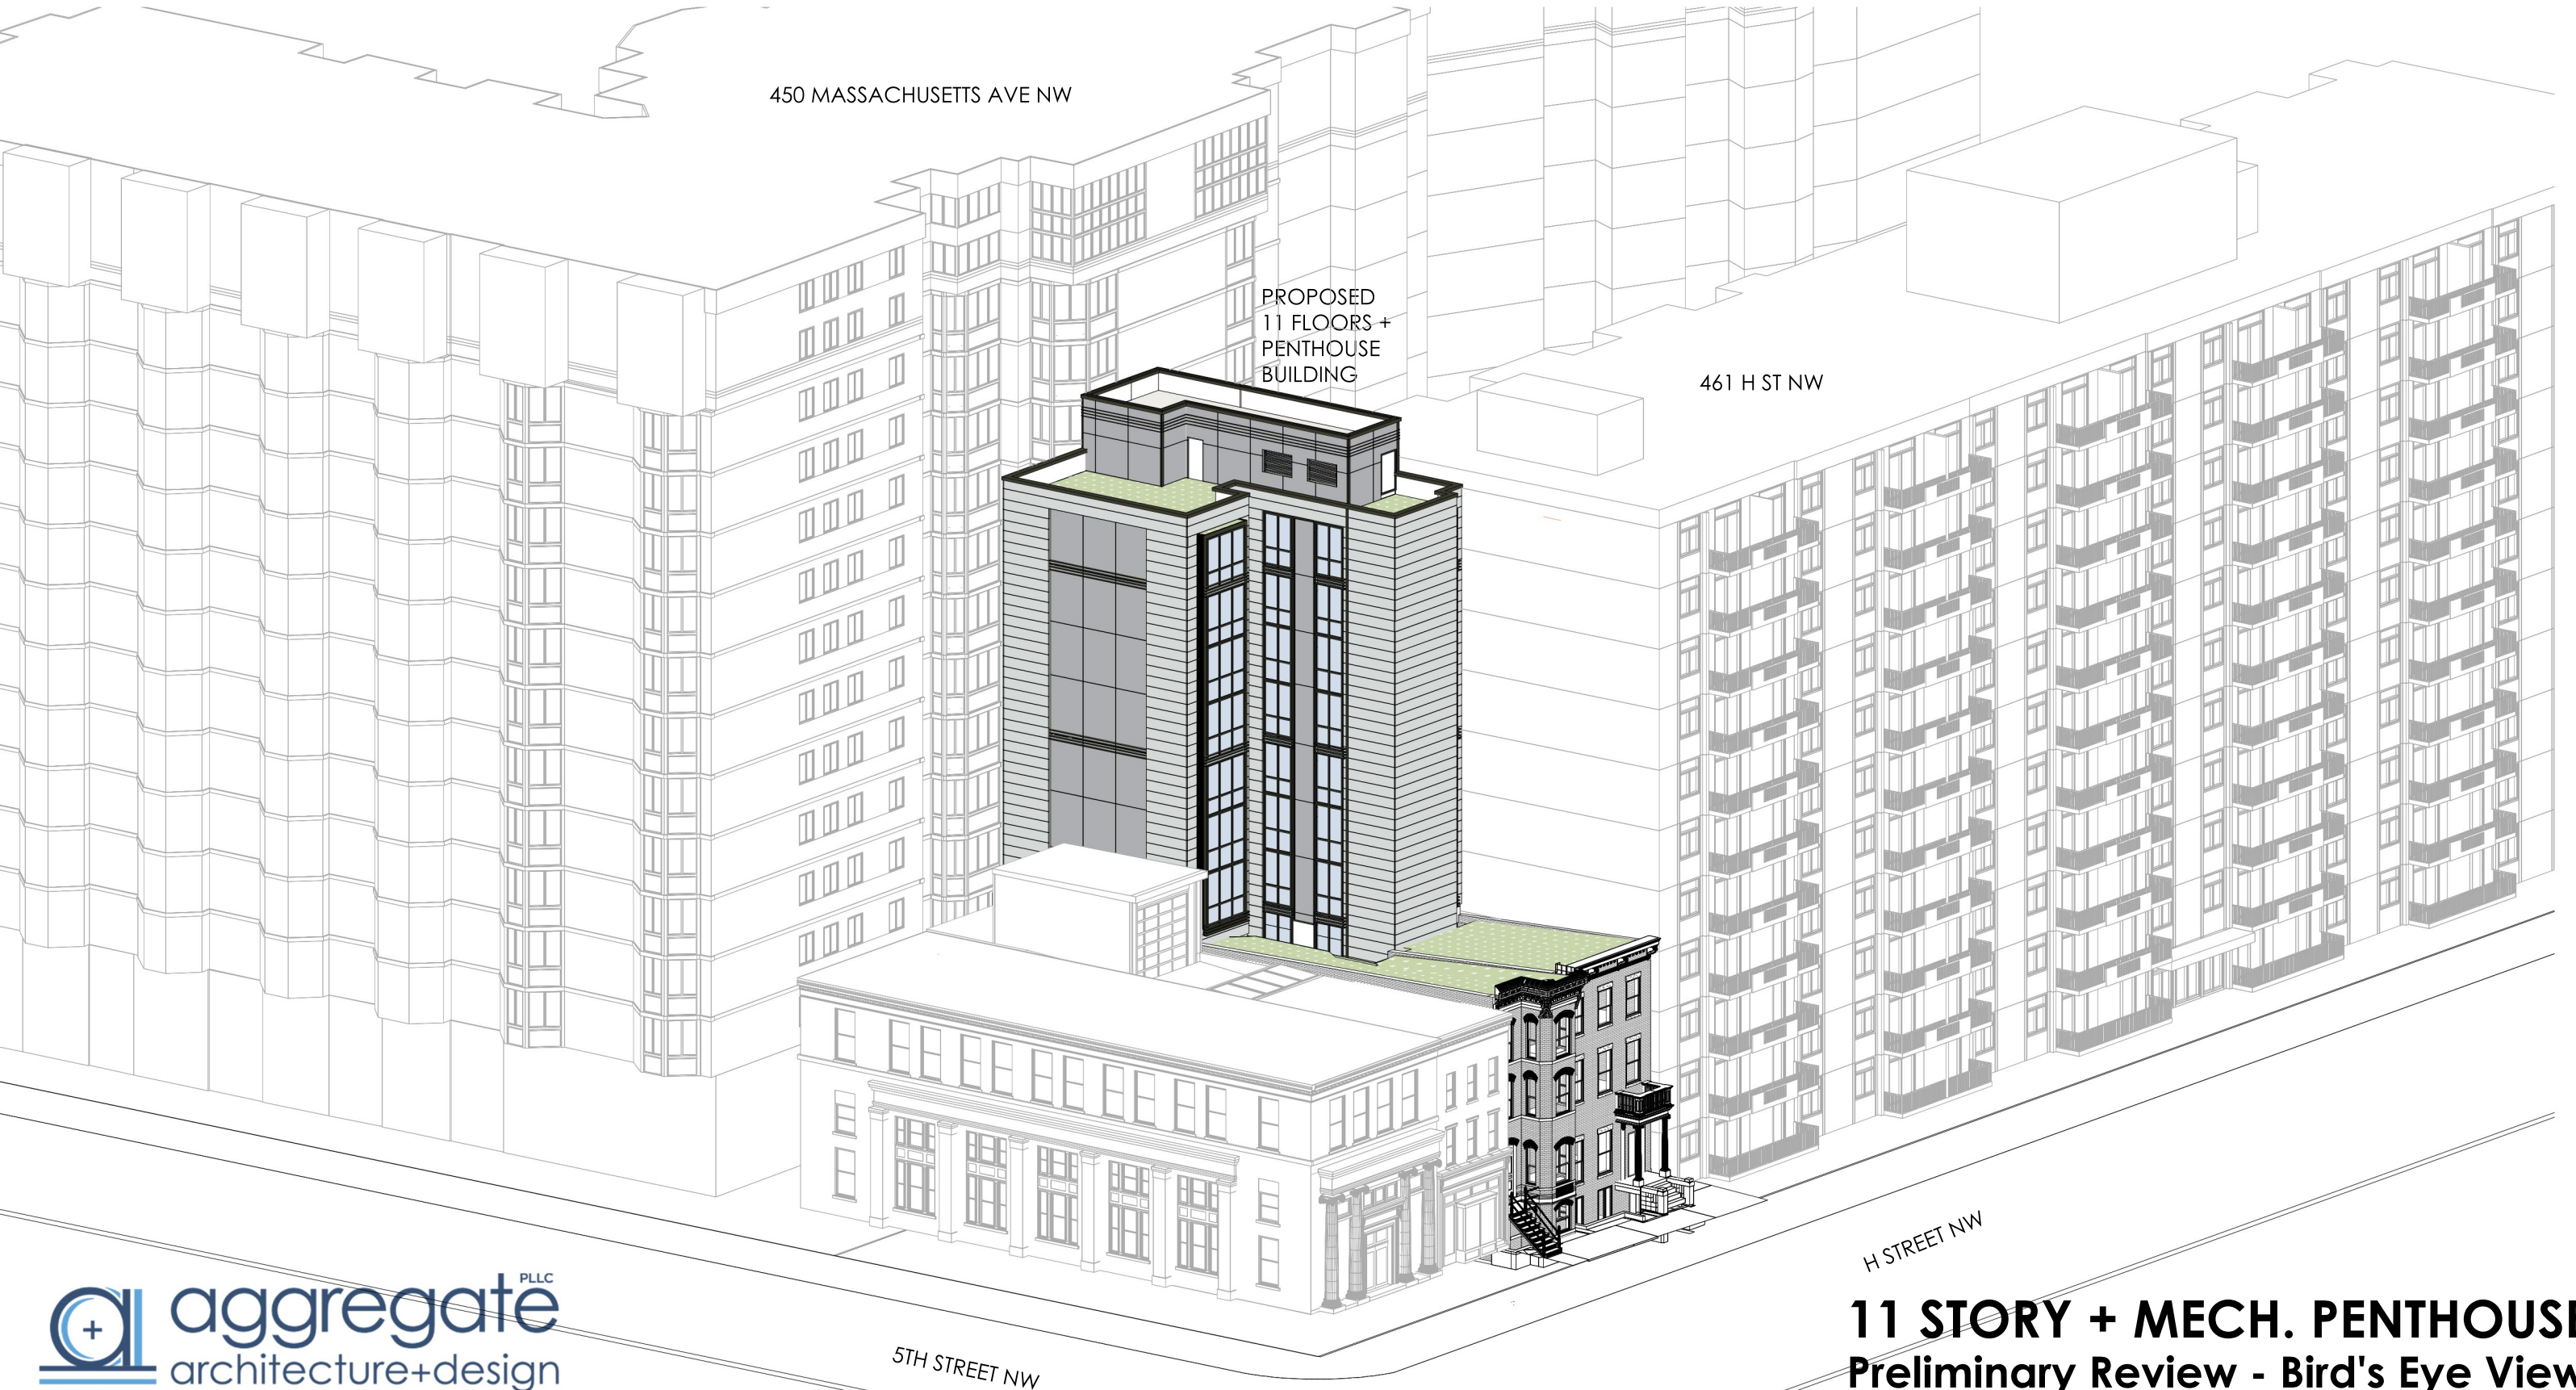 450 MASSACHUSETTS AVE NW
PROPOSED
11 FLOORS +
PENTHOUSE
BUILDING
461 H ST NW
H STREET NW
5TH STREET NW
a+ aggregate PLLC
architecture+design
11 STORY + MECH. PENTHOUSE
Preliminary Review - Bird's Eye View